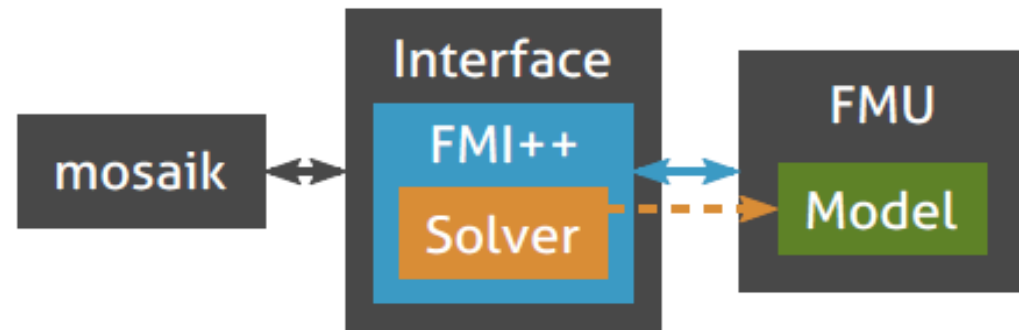 mosaik
Interface
FMI++
Solver
FMU
Model